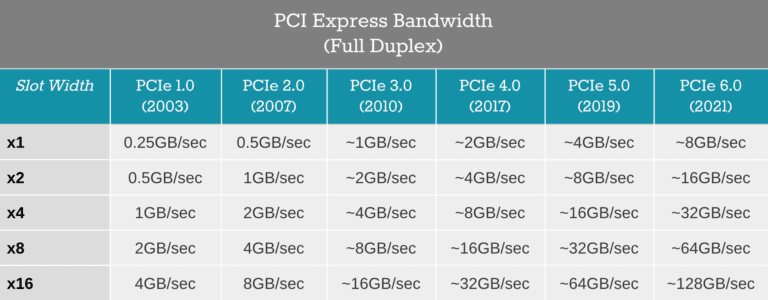 PCI Express Bandwidth
(Full Duplex)
Slot Width PCIe 1.0 (2003) PCIe 2.0 (2007) PCIe 3.0 (2010) PCIe 4.0 (2017) PCIe 5.0 (2019) PCIe 6.0 (2021)
x1 0.25GB/sec 0.5GB/sec ~1GB/sec ~2GB/sec ~4GB/sec ~8GB/sec
x2 0.5GB/sec 1GB/sec ~2GB/sec ~4GB/sec ~8GB/sec ~16GB/sec
x4 1GB/sec 2GB/sec ~4GB/sec ~8GB/sec ~16GB/sec ~32GB/sec
x8 2GB/sec 4GB/sec ~8GB/sec ~16GB/sec ~32GB/sec ~64GB/sec
x16 4GB/sec 8GB/sec ~16GB/sec ~32GB/sec ~64GB/sec ~128GB/sec